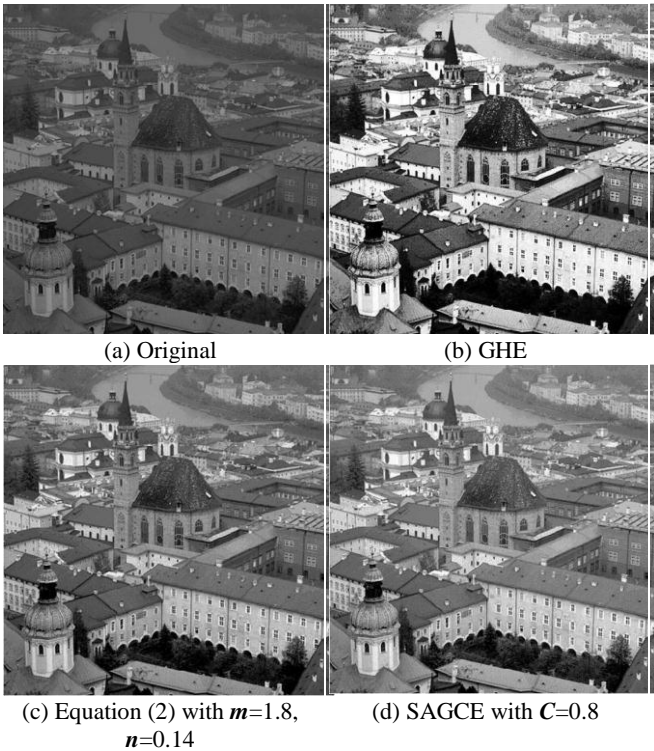 (a) Original
(b) GHE
(c) Equation (2) with m=1.8,
n=0.14
(d) SAGCE with C=0.8